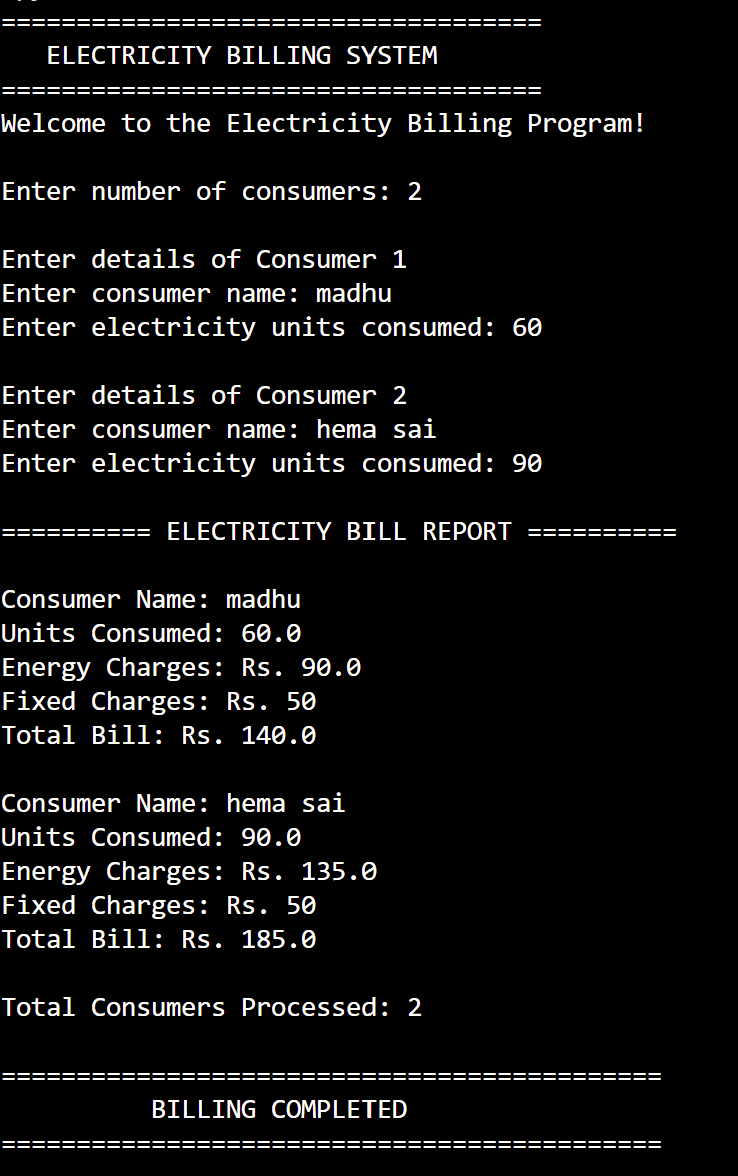 ====================================
   ELECTRICITY BILLING SYSTEM
====================================
Welcome to the Electricity Billing Program!
Enter number of consumers: 2
Enter details of Consumer 1
Enter consumer name: madhu
Enter electricity units consumed: 60
Enter details of Consumer 2
Enter consumer name: hema sai
Enter electricity units consumed: 90
========== ELECTRICITY BILL REPORT ==========
Consumer Name: madhu
Units Consumed: 60.0
Energy Charges: Rs. 90.0
Fixed Charges: Rs. 50
Total Bill: Rs. 140.0
Consumer Name: hema sai
Units Consumed: 90.0
Energy Charges: Rs. 135.0
Fixed Charges: Rs. 50
Total Bill: Rs. 185.0
Total Consumers Processed: 2
============================================
          BILLING COMPLETED
============================================